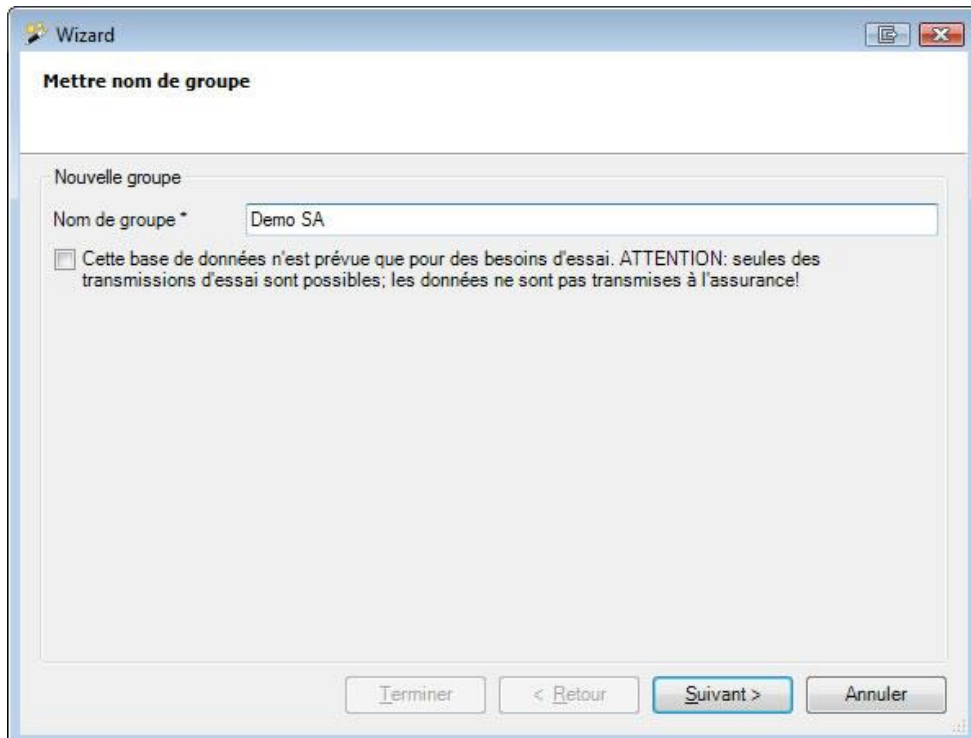 Wizard
Mettre nom de groupe
Nouvelle groupe
Nom de groupe * Demo SA
Cette base de données n'est prévue que pour des besoins d'essai. ATTENTION: seules des
transmissions d'essai sont possibles; les données ne sont pas transmises à l'assurance!
Terminer < Retour Suivant > Annuler